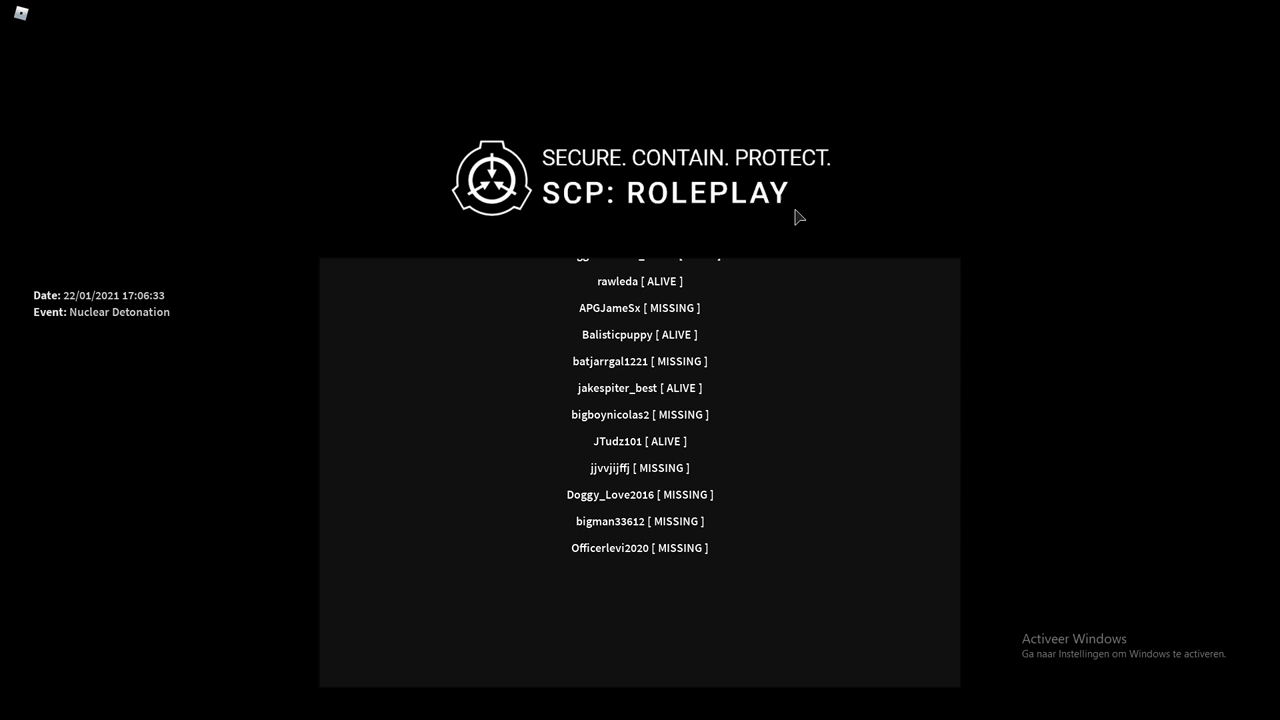 SECURE. CONTAIN. PROTECT.
SCP: ROLEPLAY
Date: 22/01/2021 17:06:33
Event: Nuclear Detonation
rawleda [ ALIVE ]
APGJameSx [ MISSING ]
Balisticpuppy [ ALIVE ]
batjarrgal1221 [ MISSING ]
jakespiter_best [ ALIVE ]
bigboynicolas2 [ MISSING ]
JTudz101 [ ALIVE ]
jjvvjijffj [ MISSING ]
Doggy_Love2016 [ MISSING ]
bigman33612 [ MISSING ]
Officerlevi2020 [ MISSING ]
Activeer Windows
Ga naar Instellingen om Windows te activeren.